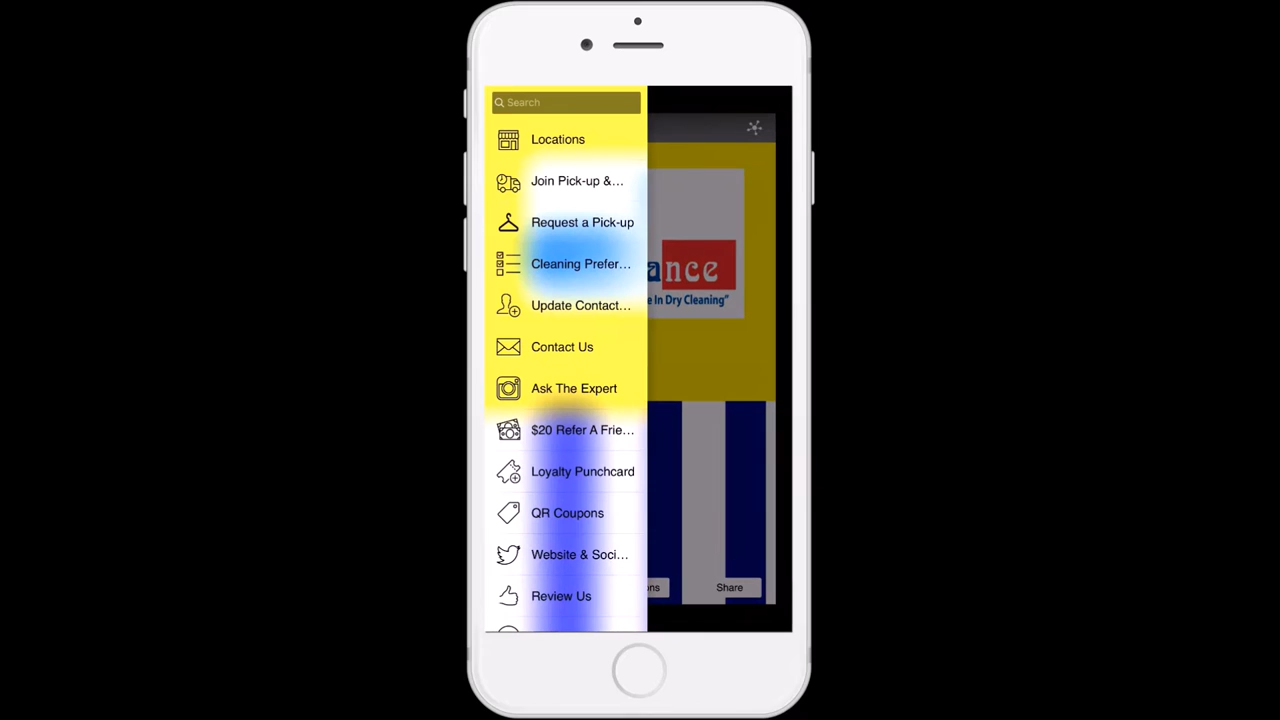 Search
Locations
Join Pick-up &...
Request a Pick-up
Cleaning Prefer...
Update Contact...
Contact Us
Ask The Expert
$20 Refer A Frie...
Loyalty Punchcard
QR Coupons
Website & Soci...
Review Us
ance
e In Dry Cleaning"
ons
Share